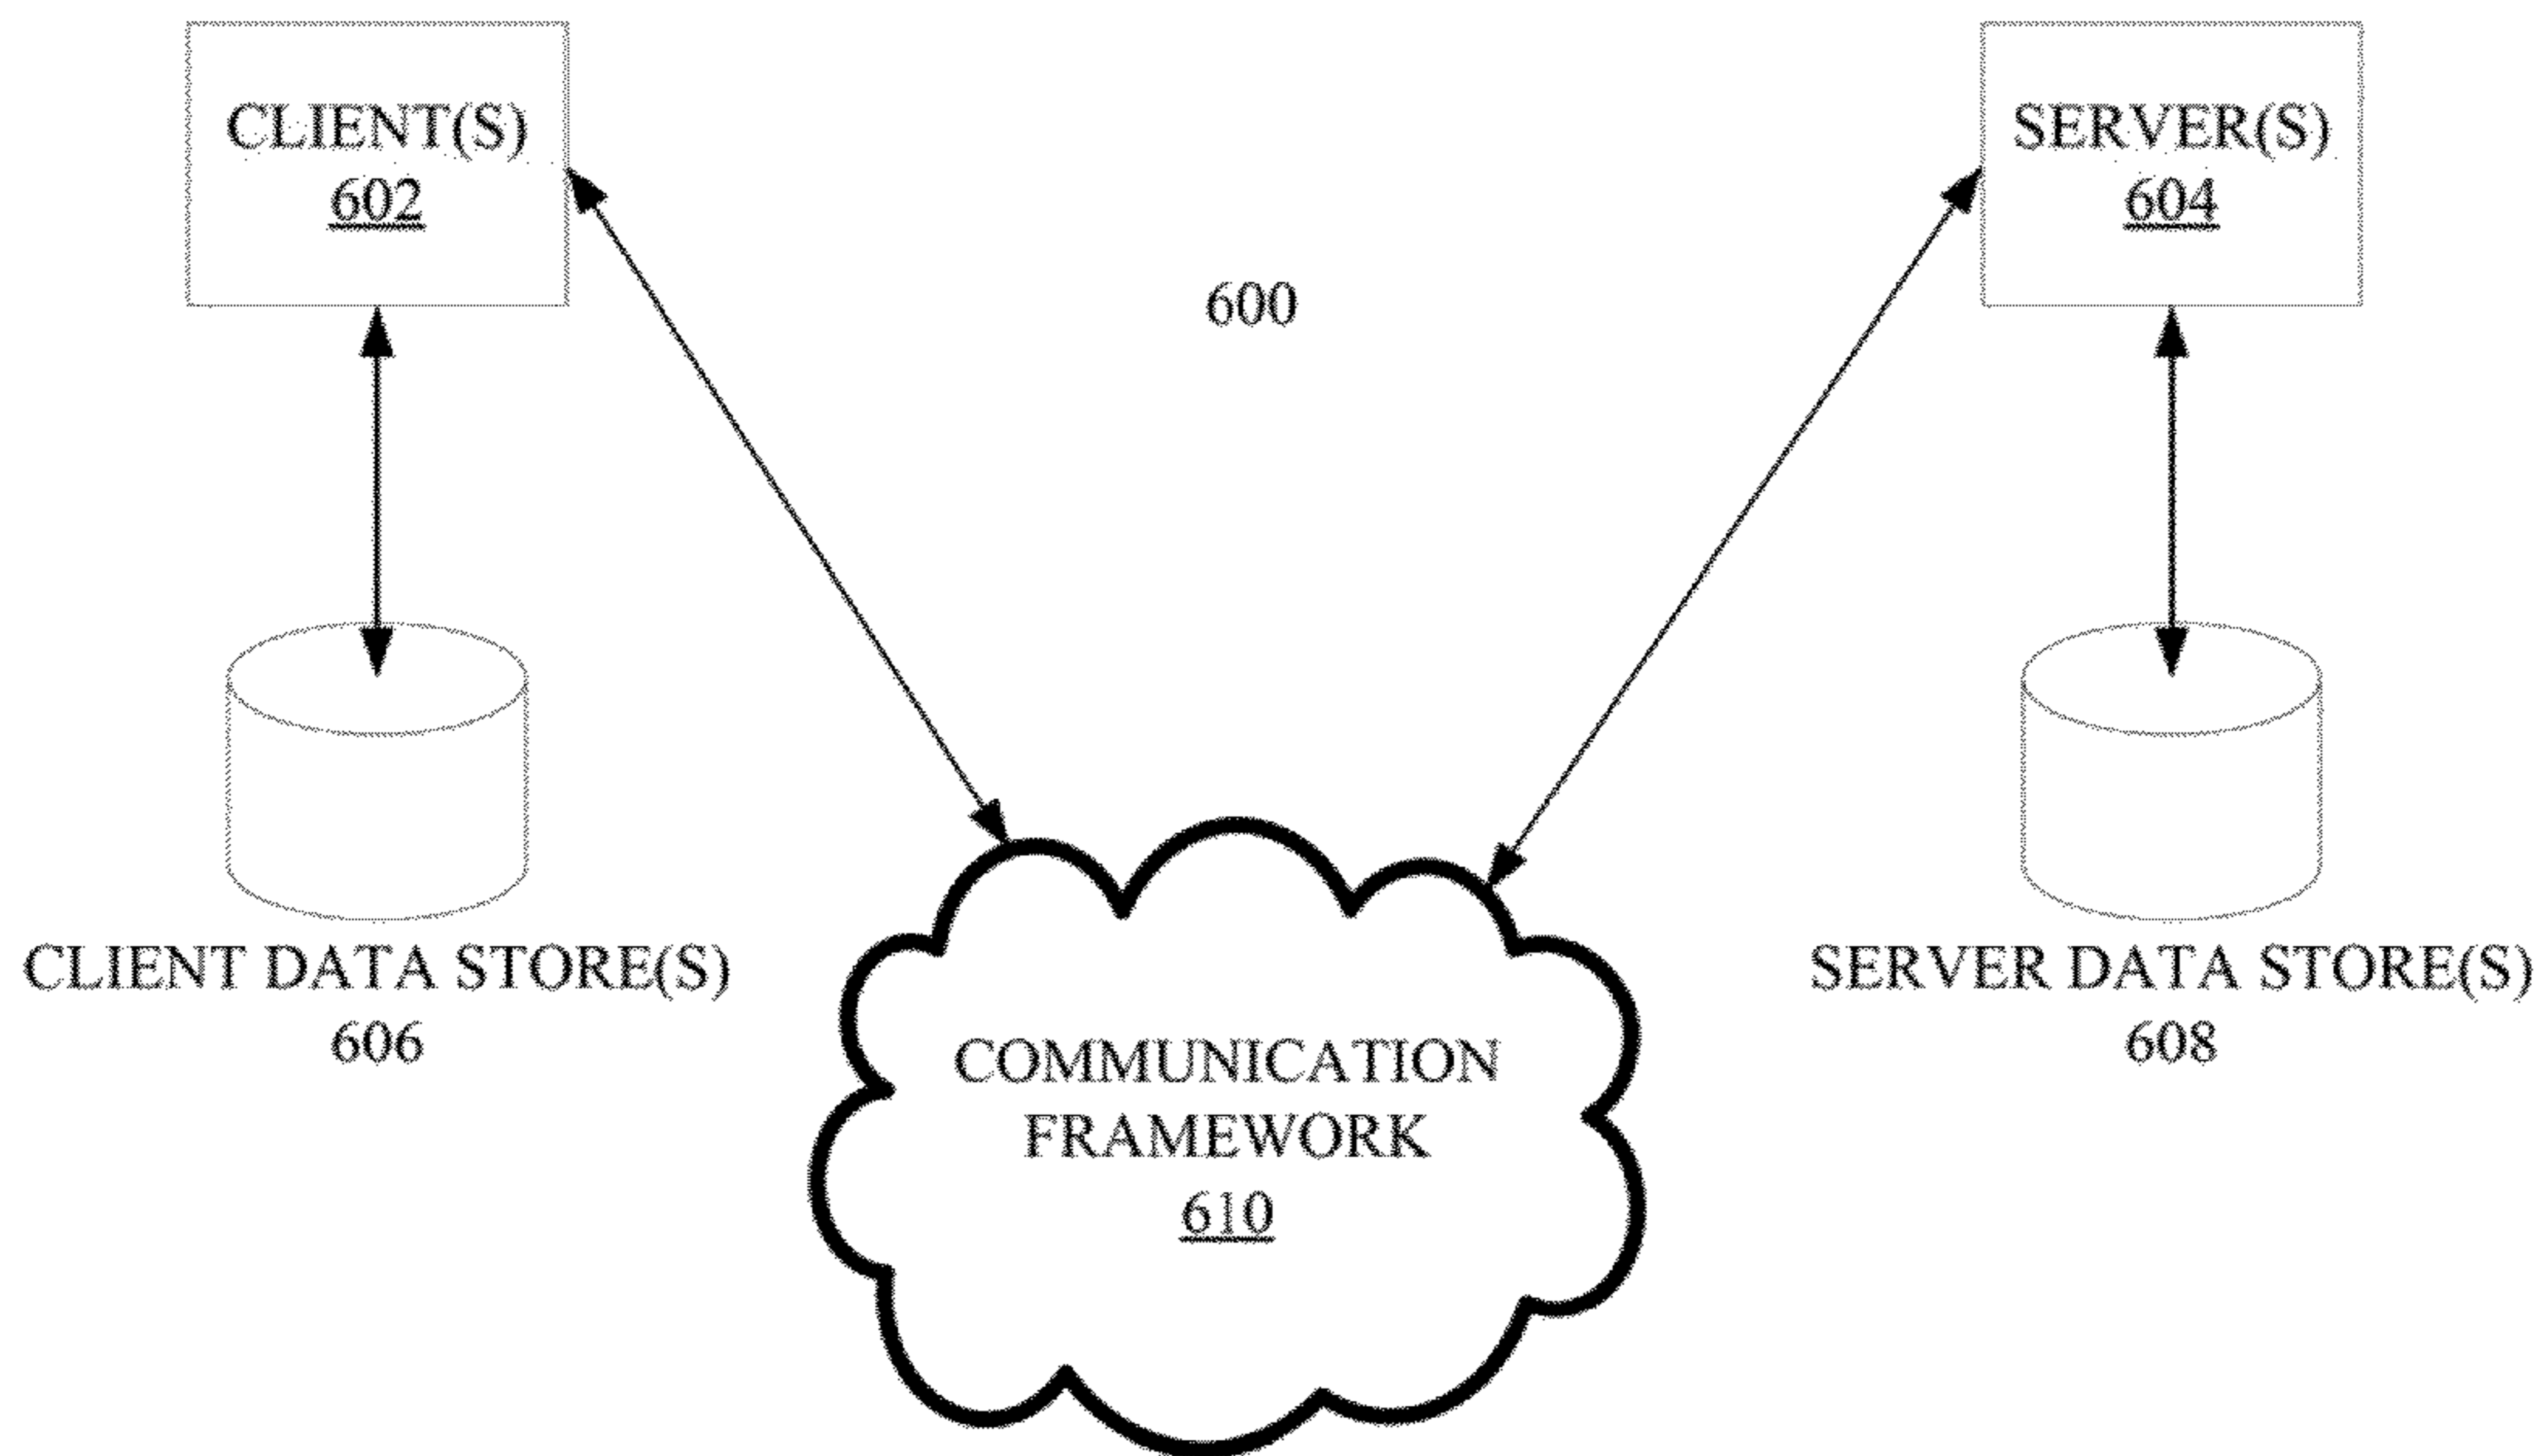 CLIENT(S)
602
SERVER(S)
604
600
CLIENT DATA STORE(S)
606
SERVER DATA STORE(S)
608
COMMUNICATION
FRAMEWORK
610